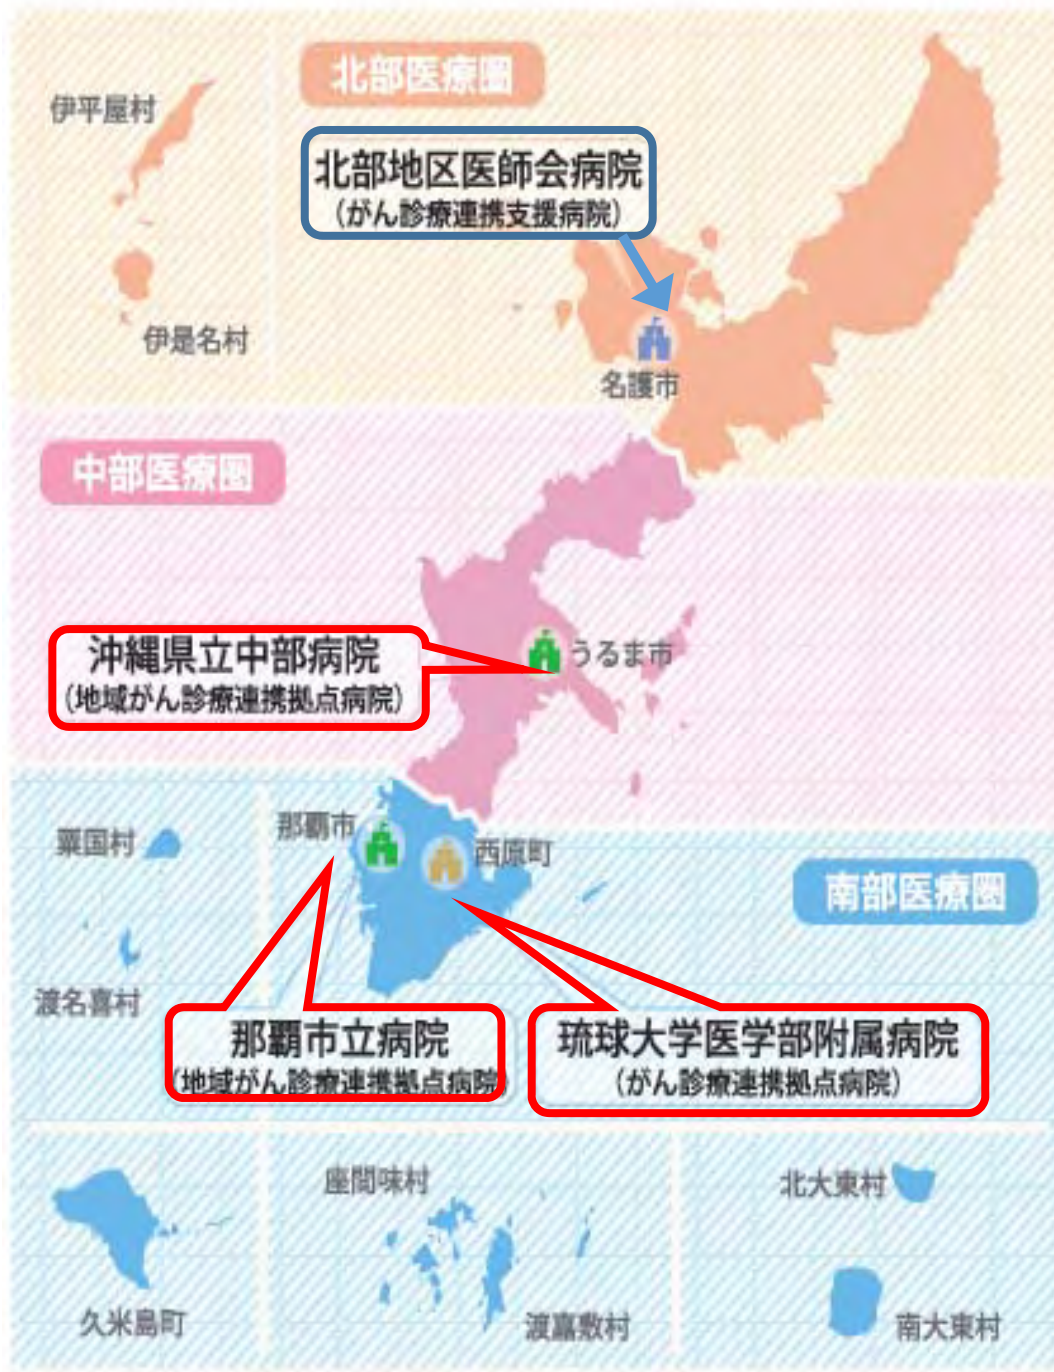 北部医療圏
伊平屋村
北部地区医師会病院
(がん診療連携支援病院)
伊是名村
名護市
中部医療圏
沖縄県立中部病院
(地域がん診療連携拠点病院)
うるま市
那覇市
粟国村
西原町
南部医療圏
渡名喜村
那覇市立病院
(地域がん診療連携拠点病院)
琉球大学医学部附属病院
(がん診療連携拠点病院)
座間味村
北大東村
久米島町
渡嘉敷村
南大東村